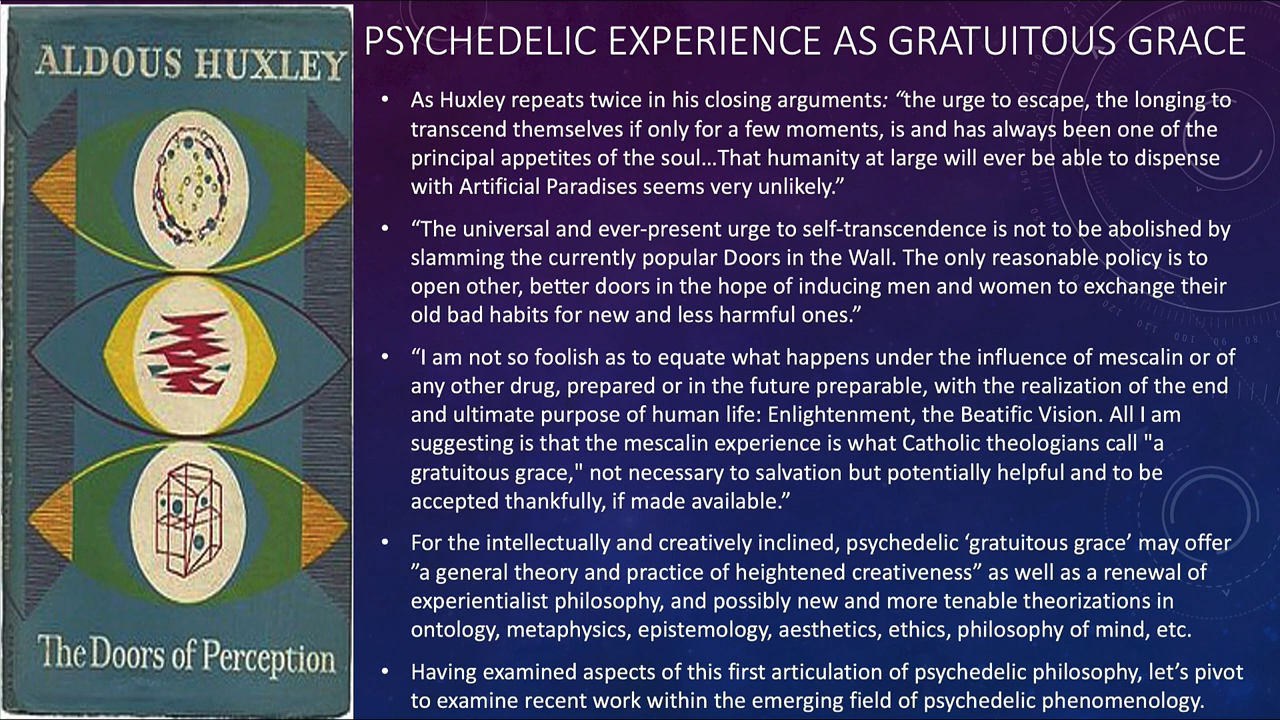 ALDOUS HUXLEY
The Doors of Perception
PSYCHEDELIC EXPERIENCE AS GRATUITOUS GRACE
• As Huxley repeats twice in his closing arguments: “the urge to escape, the longing to
transcend themselves if only for a few moments, is and has always been one of the
principal appetites of the soul…That humanity at large will ever be able to dispense
with Artificial Paradises seems very unlikely.”
• “The universal and ever-present urge to self-transcendence is not to be abolished by
slamming the currently popular Doors in the Wall. The only reasonable policy is to
open other, better doors in the hope of inducing men and women to exchange their
old bad habits for new and less harmful ones.”
• “I am not so foolish as to equate what happens under the influence of mescalin or of
any other drug, prepared or in the future preparable, with the realization of the end
and ultimate purpose of human life: Enlightenment, the Beatific Vision. All I am
suggesting is that the mescalin experience is what Catholic theologians call "a
gratuitous grace," not necessary to salvation but potentially helpful and to be
accepted thankfully, if made available.”
• For the intellectually and creatively inclined, psychedelic ‘gratuitous grace’ may offer
”a general theory and practice of heightened creativeness” as well as a renewal of
experientialist philosophy, and possibly new and more tenable theorizations in
ontology, metaphysics, epistemology, aesthetics, ethics, philosophy of mind, etc.
• Having examined aspects of this first articulation of psychedelic philosophy, let’s pivot
to examine recent work within the emerging field of psychedelic phenomenology.